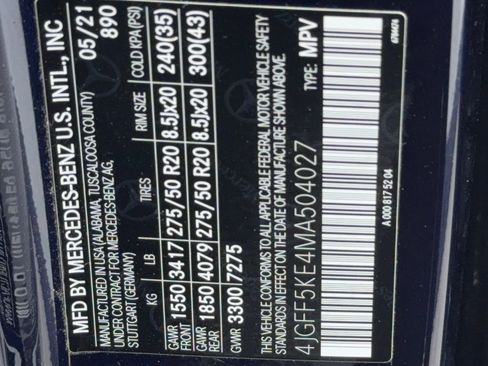 MFD BY MERCEDES-BENZ U.S. INTL., INC
MANUFACTURED IN USA (ALABAMA, TUSCALOOSA COUNTY) 05/21
UNDER CONTRACT FOR MERCEDES-BENZ AG, 890
STUTTGART (GERMANY)
KG LB TIRES RIM SIZE COLD KPA(PSI)
GAWR FRONT 1550 3417 275/50 R20 8.5x20 240(35)
GAWR REAR 1850 4079 275/50 R20 8.5x20 300(43)
GVWR 3300/7275
THIS VEHICLE CONFORMS TO ALL APPLICABLE FEDERAL MOTOR VEHICLE SAFETY
STANDARDS IN EFFECT ON THE DATE OF MANUFACTURE SHOWN ABOVE.
4JGFF5KE4MA504027 TYPE: MPV
A 000 817 52 04